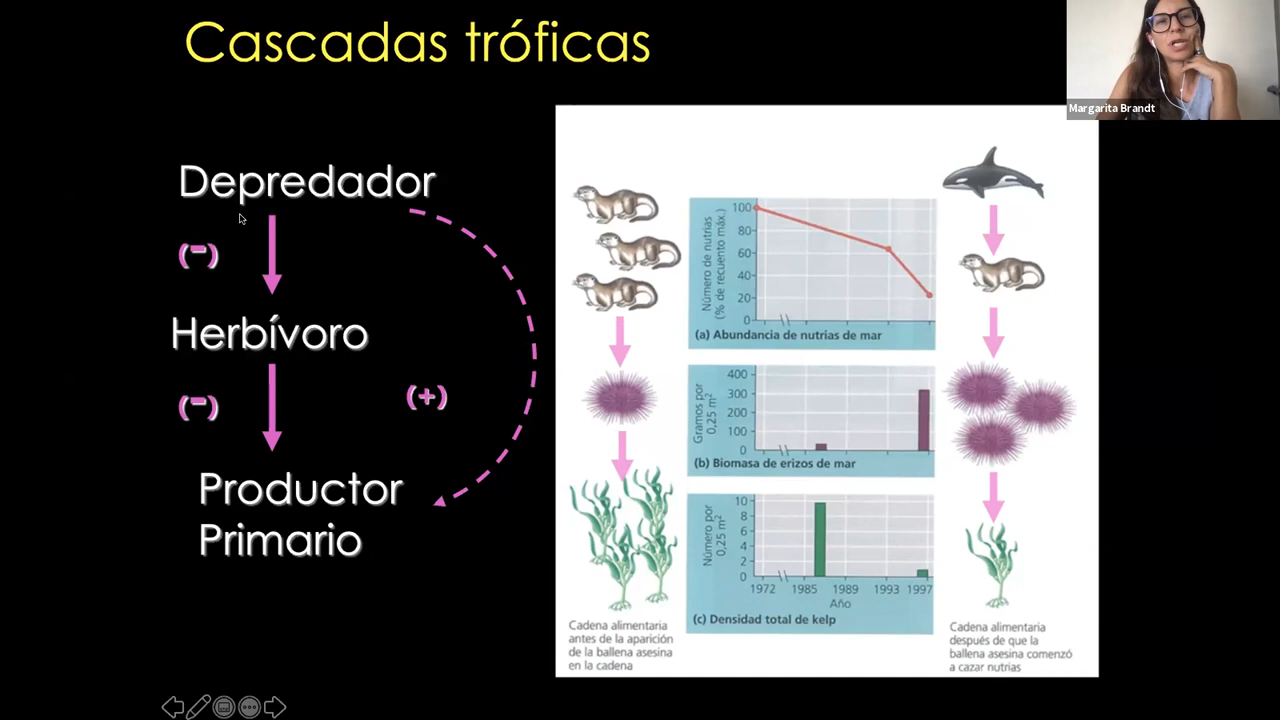 Cascadas tróficas
Margarita Brandt
Depredador
(-)
Herbívoro
(-)
(+)
Productor
Primario
Número de nutrias
(% de recuento máx.)
100
80
60
40
20
0
(a) Abundancia de nutrias de mar
Gramos por
0,25 m²
400
300
200
100
0
(b) Biomasa de erizos de mar
Número por
0,25 m²
10
8
6
4
2
0
1972 1985 1989 1993 1997
Año
(c) Densidad total de kelp
Cadena alimentaria
antes de la aparición
de la ballena asesina
en la cadena
Cadena alimentaria
después de que la
ballena asesina comenzó
a cazar nutrias